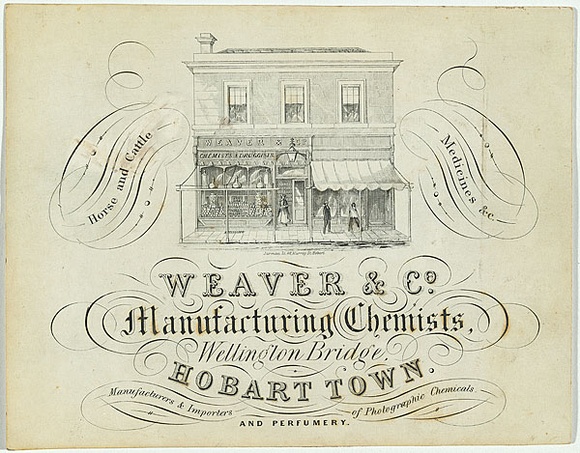 WEAVER & Co
CHEMISTS & DRUGGISTS
Horse and Cattle
Medicines &c.
WEAVER & Co.
Manufacturing Chemists,
Wellington Bridge,
HOBART TOWN.
Manufacturers & Importers
of Photographic Chemicals
AND PERFUMERY.